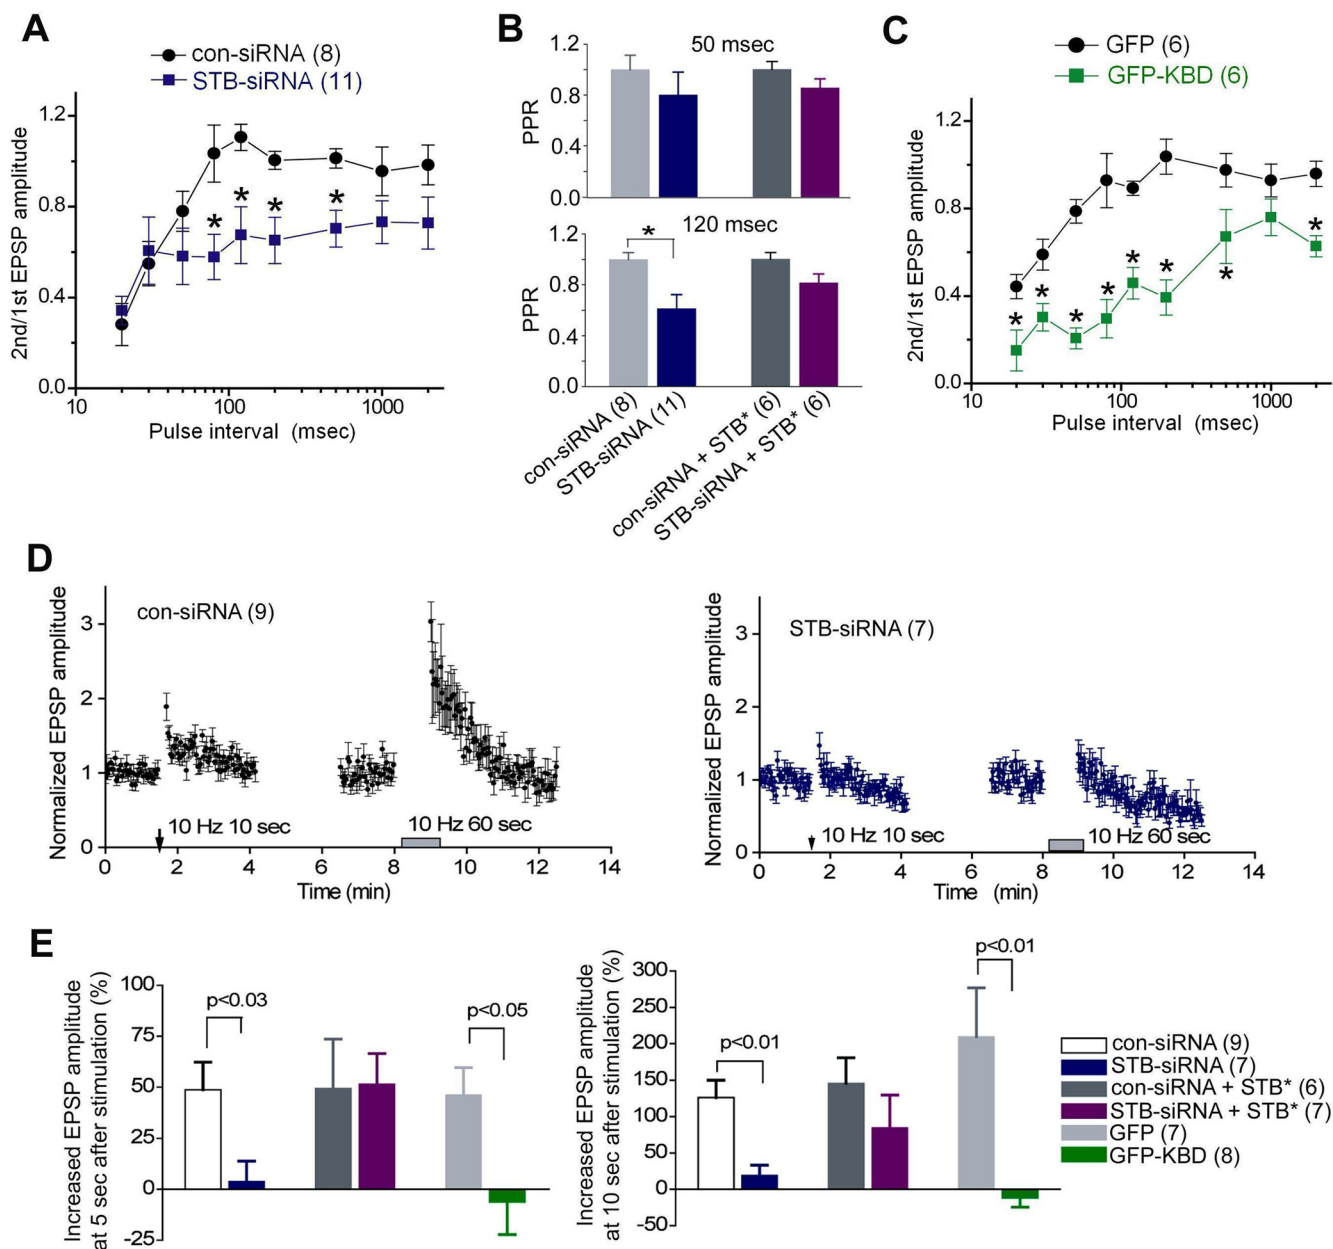 A
con-siRNA (8)
STB-siRNA (11)
2nd/1st EPSP amplitude
1.2
0.8
0.4
0.0
* * * *
10 100 1000
Pulse interval (msec)
B
50 msec
PPR
1.2
0.8
0.4
0.0
120 msec
PPR
1.2
0.8
0.4
0.0
*
con-siRNA (8)
STB-siRNA (11)
con-siRNA + STB* (6)
STB-siRNA + STB* (6)
C
GFP (6)
GFP-KBD (6)
2nd/1st EPSP amplitude
1.2
0.8
0.4
0.0
* * * * * * * *
10 100 1000
Pulse interval (msec)
D
con-siRNA (9)
Normalized EPSP amplitude
3
2
1
0
10 Hz 10 sec
10 Hz 60 sec
0 2 4 6 8 10 12 14
Time (min)
STB-siRNA (7)
Normalized EPSP amplitude
3
2
1
0
10 Hz 10 sec
10 Hz 60 sec
0 2 4 6 8 10 12 14
Time (min)
E
Increased EPSP amplitude
at 5 sec after stimulation (%)
100
75
50
25
0
-25
p<0.03
p<0.05
Increased EPSP amplitude
at 10 sec after stimulation (%)
300
250
200
150
100
50
0
-50
p<0.01
p<0.01
con-siRNA (9)
STB-siRNA (7)
con-siRNA + STB* (6)
STB-siRNA + STB* (7)
GFP (7)
GFP-KBD (8)